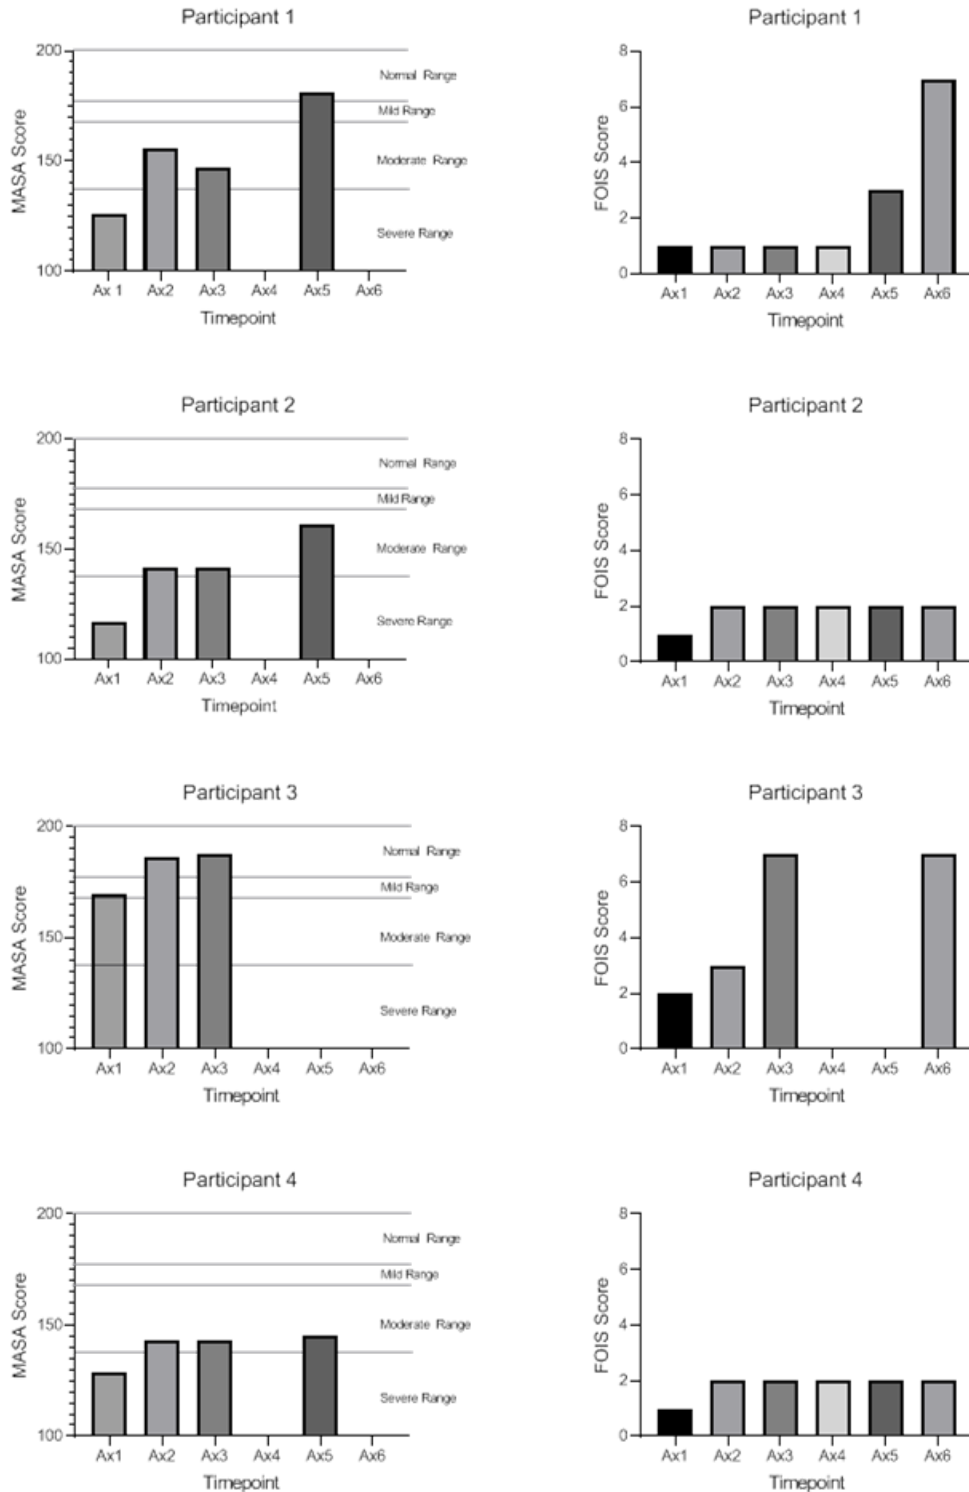 Participant 1
200
150
100
MASA Score
Normal Range
Mild Range
Moderate Range
Severe Range
Ax 1 Ax2 Ax3 Ax4 Ax5 Ax6
Timepoint
Participant 1
8
6
4
2
0
FOIS Score
Ax1 Ax2 Ax3 Ax4 Ax5 Ax6
Timepoint
Participant 2
200
150
100
MASA Score
Normal Range
Mild Range
Moderate Range
Severe Range
Ax1 Ax2 Ax3 Ax4 Ax5 Ax6
Timepoint
Participant 2
8
6
4
2
0
FOIS Score
Ax1 Ax2 Ax3 Ax4 Ax5 Ax6
Timepoint
Participant 3
200
150
100
MASA Score
Normal Range
Mild Range
Moderate Range
Severe Range
Ax1 Ax2 Ax3 Ax4 Ax5 Ax6
Timepoint
Participant 3
8
6
4
2
0
FOIS Score
Ax1 Ax2 Ax3 Ax4 Ax5 Ax6
Timepoint
Participant 4
200
150
100
MASA Score
Normal Range
Mild Range
Moderate Range
Severe Range
Ax1 Ax2 Ax3 Ax4 Ax5 Ax6
Timepoint
Participant 4
8
6
4
2
0
FOIS Score
Ax1 Ax2 Ax3 Ax4 Ax5 Ax6
Timepoint